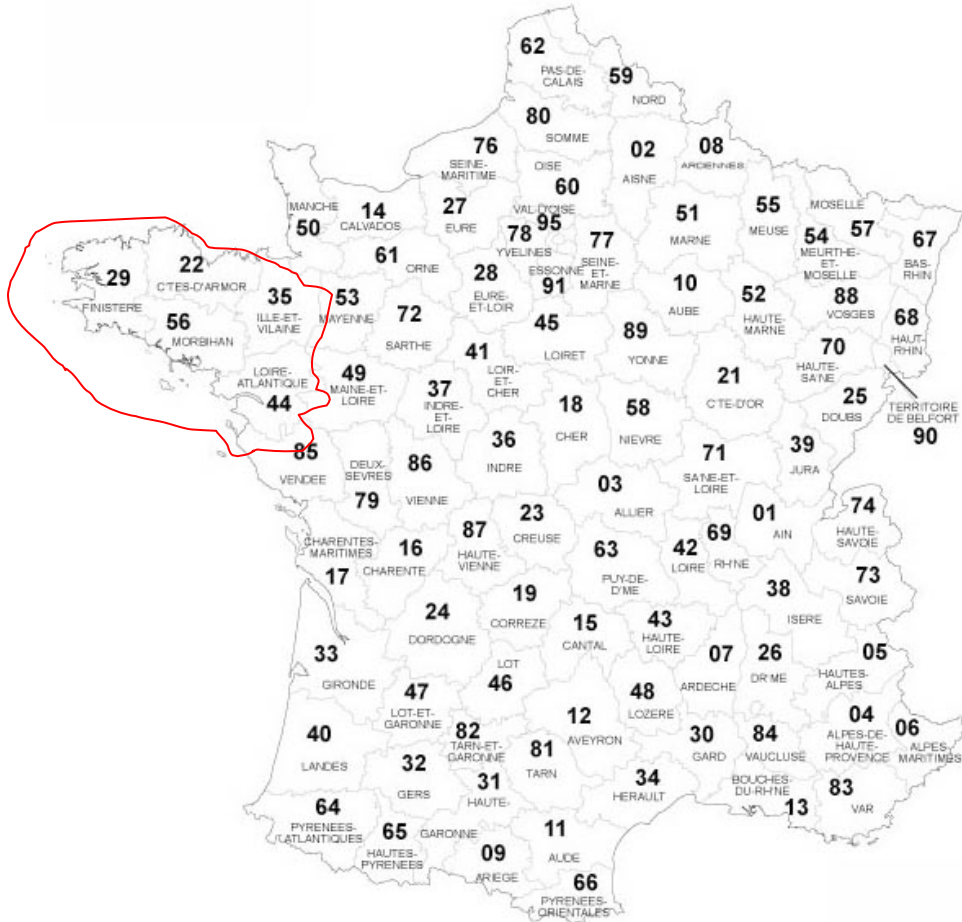 62
PAS-DE-
CALAIS
59
NORD
80
SOMME
76
SEINE-
MARITIME
02
AISNE
08
ARDENNES
OISE
60
MANCHE
50
14
CALVADOS
27
EURE
VAL-D'OISE
95
78
YVELINES
77
SEINE-
ET-
MARNE
ESSONNE
91
51
MARNE
55
MEUSE
MOSELLE
57
54
MEURTHE-
ET-
MOSELLE
67
BAS-
RHIN
61
ORNE
28
EURE-
ET-LOIR
10
AUBE
52
HAUTE-
MARNE
88
VOSGES
68
HAUT-
RHIN
29
FINISTERE
22
C'TES-D'ARMOR
35
ILLE-ET-
VILAINE
56
MORBIHAN
53
MAYENNE
72
SARTHE
45
LOIRET
89
YONNE
70
HAUTE-
SA'NE
TERRITOIRE
DE BELFORT
90
LOIRE-
ATLANTIQUE
44
49
MAINE-ET-
LOIRE
37
INDRE-
ET-
LOIRE
41
LOIR-
ET-
CHER
18
CHER
58
NIEVRE
21
C'TE-D'OR
25
DOUBS
85
VENDEE
DEUX-
SEVRES
79
86
VIENNE
36
INDRE
71
SA'NE-ET-
LOIRE
39
JURA
03
ALLIER
CHARENTES-
MARITIMES
17
16
CHARENTE
87
HAUTE-
VIENNE
23
CREUSE
63
PUY-DE-
D'ME
42
LOIRE
69
RH'NE
01
AIN
74
HAUTE-
SAVOIE
73
SAVOIE
38
ISERE
24
DORDOGNE
19
CORREZE
15
CANTAL
43
HAUTE-
LOIRE
07
ARDECHE
26
DR'ME
05
HAUTES-
ALPES
33
GIRONDE
LOT
46
47
LOT-ET-
GARONNE
48
LOZERE
12
AVEYRON
40
LANDES
82
TARN-ET-
GARONNE
81
TARN
30
GARD
84
VAUCLUSE
04
ALPES-DE-
HAUTE-
PROVENCE
06
ALPES-
MARITIMES
32
GERS
31
HAUTE-
GARONNE
34
HERAULT
BOUCHES-
DU-RH'NE
13
83
VAR
64
PYRENEES-
ATLANTIQUES
65
HAUTES-
PYRENEES
09
ARIEGE
11
AUDE
66
PYRENEES-
ORIENTALES